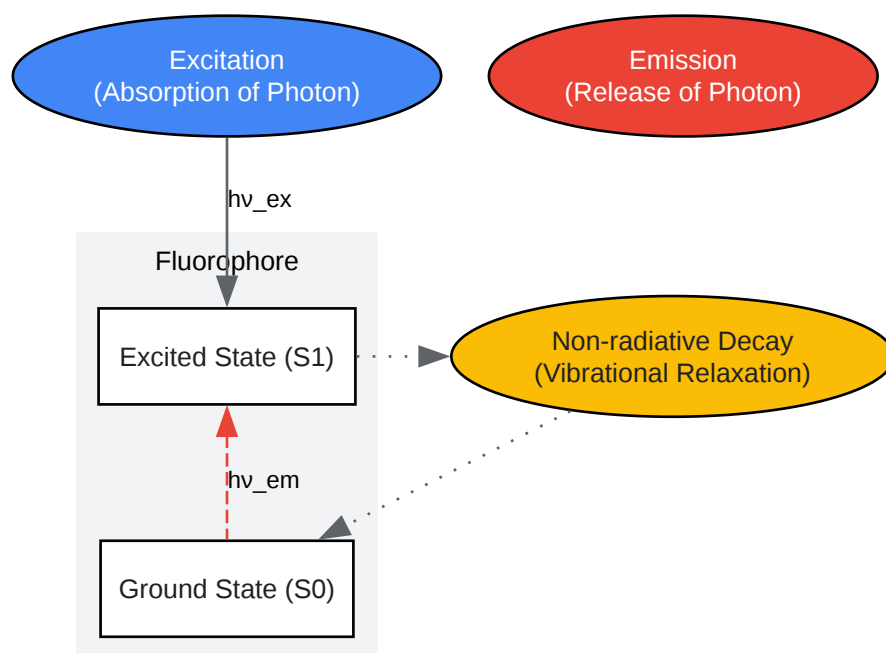 Excitation
(Absorption of Photon)
Emission
(Release of Photon)
hν_ex
Fluorophore
Excited State (S1)
Non-radiative Decay
(Vibrational Relaxation)
hν_em
Ground State (S0)